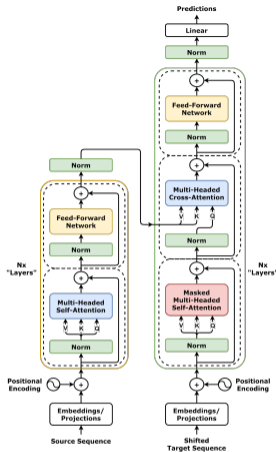 Predictions
Linear
Norm
Feed-Forward
Network
Norm
Multi-Headed
Cross-Attention
V K Q
Norm
Masked
Multi-Headed
Self-Attention
V K Q
Norm
Nx
"Layers"
Positional
Encoding
Embeddings/
Projections
Shifted
Target Sequence
Norm
Feed-Forward
Network
Norm
Multi-Headed
Self-Attention
V K Q
Norm
Nx
"Layers"
Positional
Encoding
Embeddings/
Projections
Source Sequence